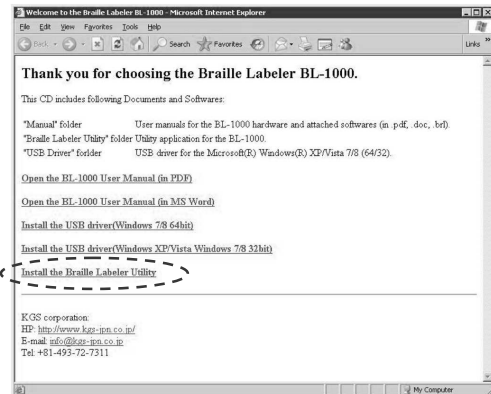 Welcome to the Braille Labeler BL-1000 - Microsoft Internet Explorer
File Edit View Favorites Tools Help
Back Search Favorites Links »
Thank you for choosing the Braille Labeler BL-1000.
This CD includes following Documents and Softwares:
"Manual" folder User manuals for the BL-1000 hardware and attached softwares (in .pdf, .doc, .brl).
"Braille Labeler Utility" folder Utility application for the BL-1000.
"USB Driver" forlder USB driver for the Microsoft(R) Windows(R) XP/Vista 7/8 (64/32).
Open the BL-1000 User Manual (in PDF)
Open the BL-1000 User Manual (in MS Word)
Install the USB driver(Windows 7/8 64bit)
Install the USB driver(Windows XP/Vista Windows 7/8 32bit)
Install the Braille Labeler Utility
KGS corporation:
HP: http://www.kgs-jpn.co.jp/
E-mail: info@kgs-jpn.co.jp
Tel: +81-493-72-7311
My Computer